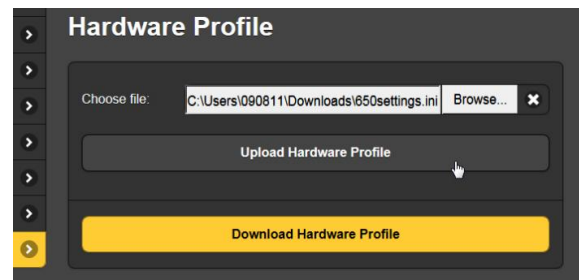 Hardware Profile
Choose file: C:\Users\090811\Downloads\650settings.ini Browse...
Upload Hardware Profile
Download Hardware Profile